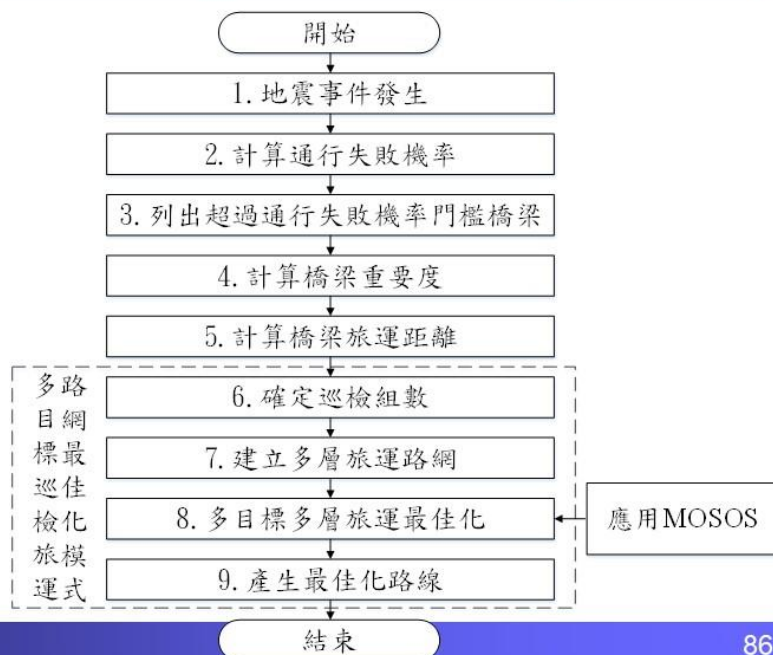 開始
1.地震事件發生
2.計算通行失敗機率
3.列出超過通行失敗機率門檻橋梁
4.計算橋梁重要度
5.計算橋梁旅運距離
多目標巡檢旅運
路網最佳化模式
6.確定巡檢組數
7.建立多層旅運路網
8.多目標多層旅運最佳化
應用MOSOS
9.產生最佳化路線
結束
86